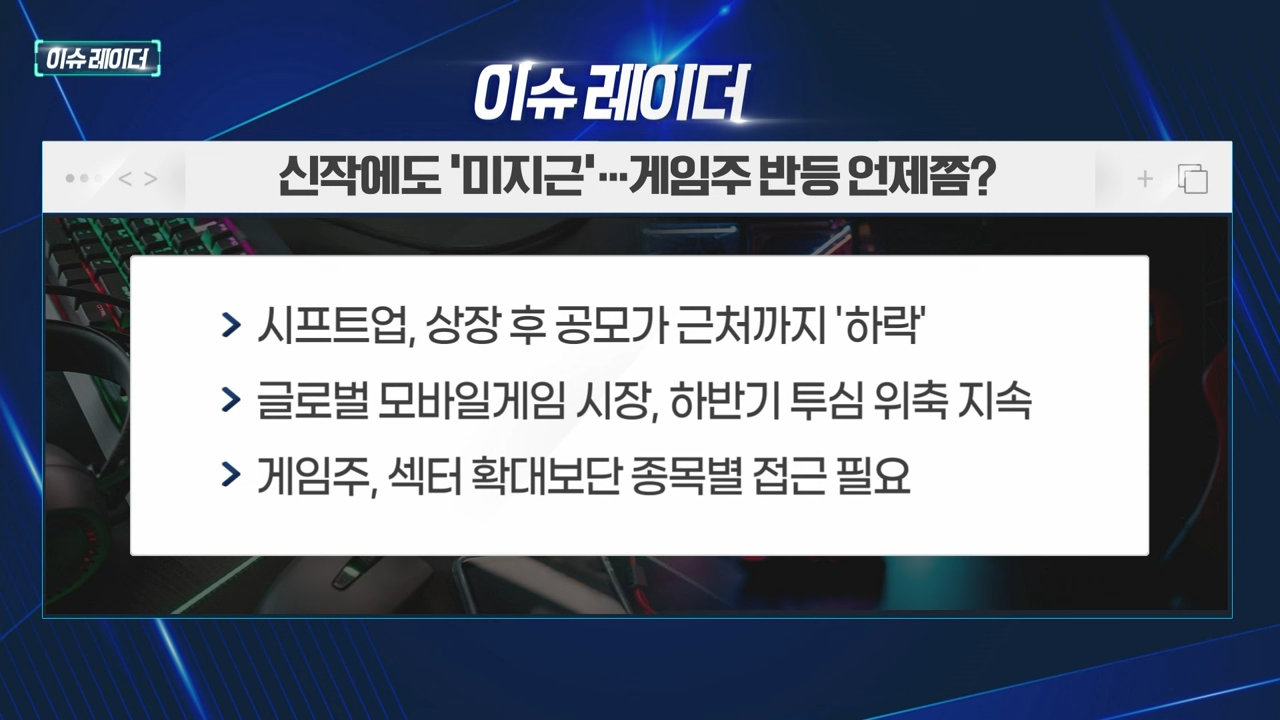 이슈 레이더
이슈 레이더
신작에도 '미지근'…게임주 반등 언제쯤?
시프트업, 상장 후 공모가 근처까지 '하락'
글로벌 모바일게임 시장, 하반기 투심 위축 지속
게임주, 섹터 확대보단 종목별 접근 필요